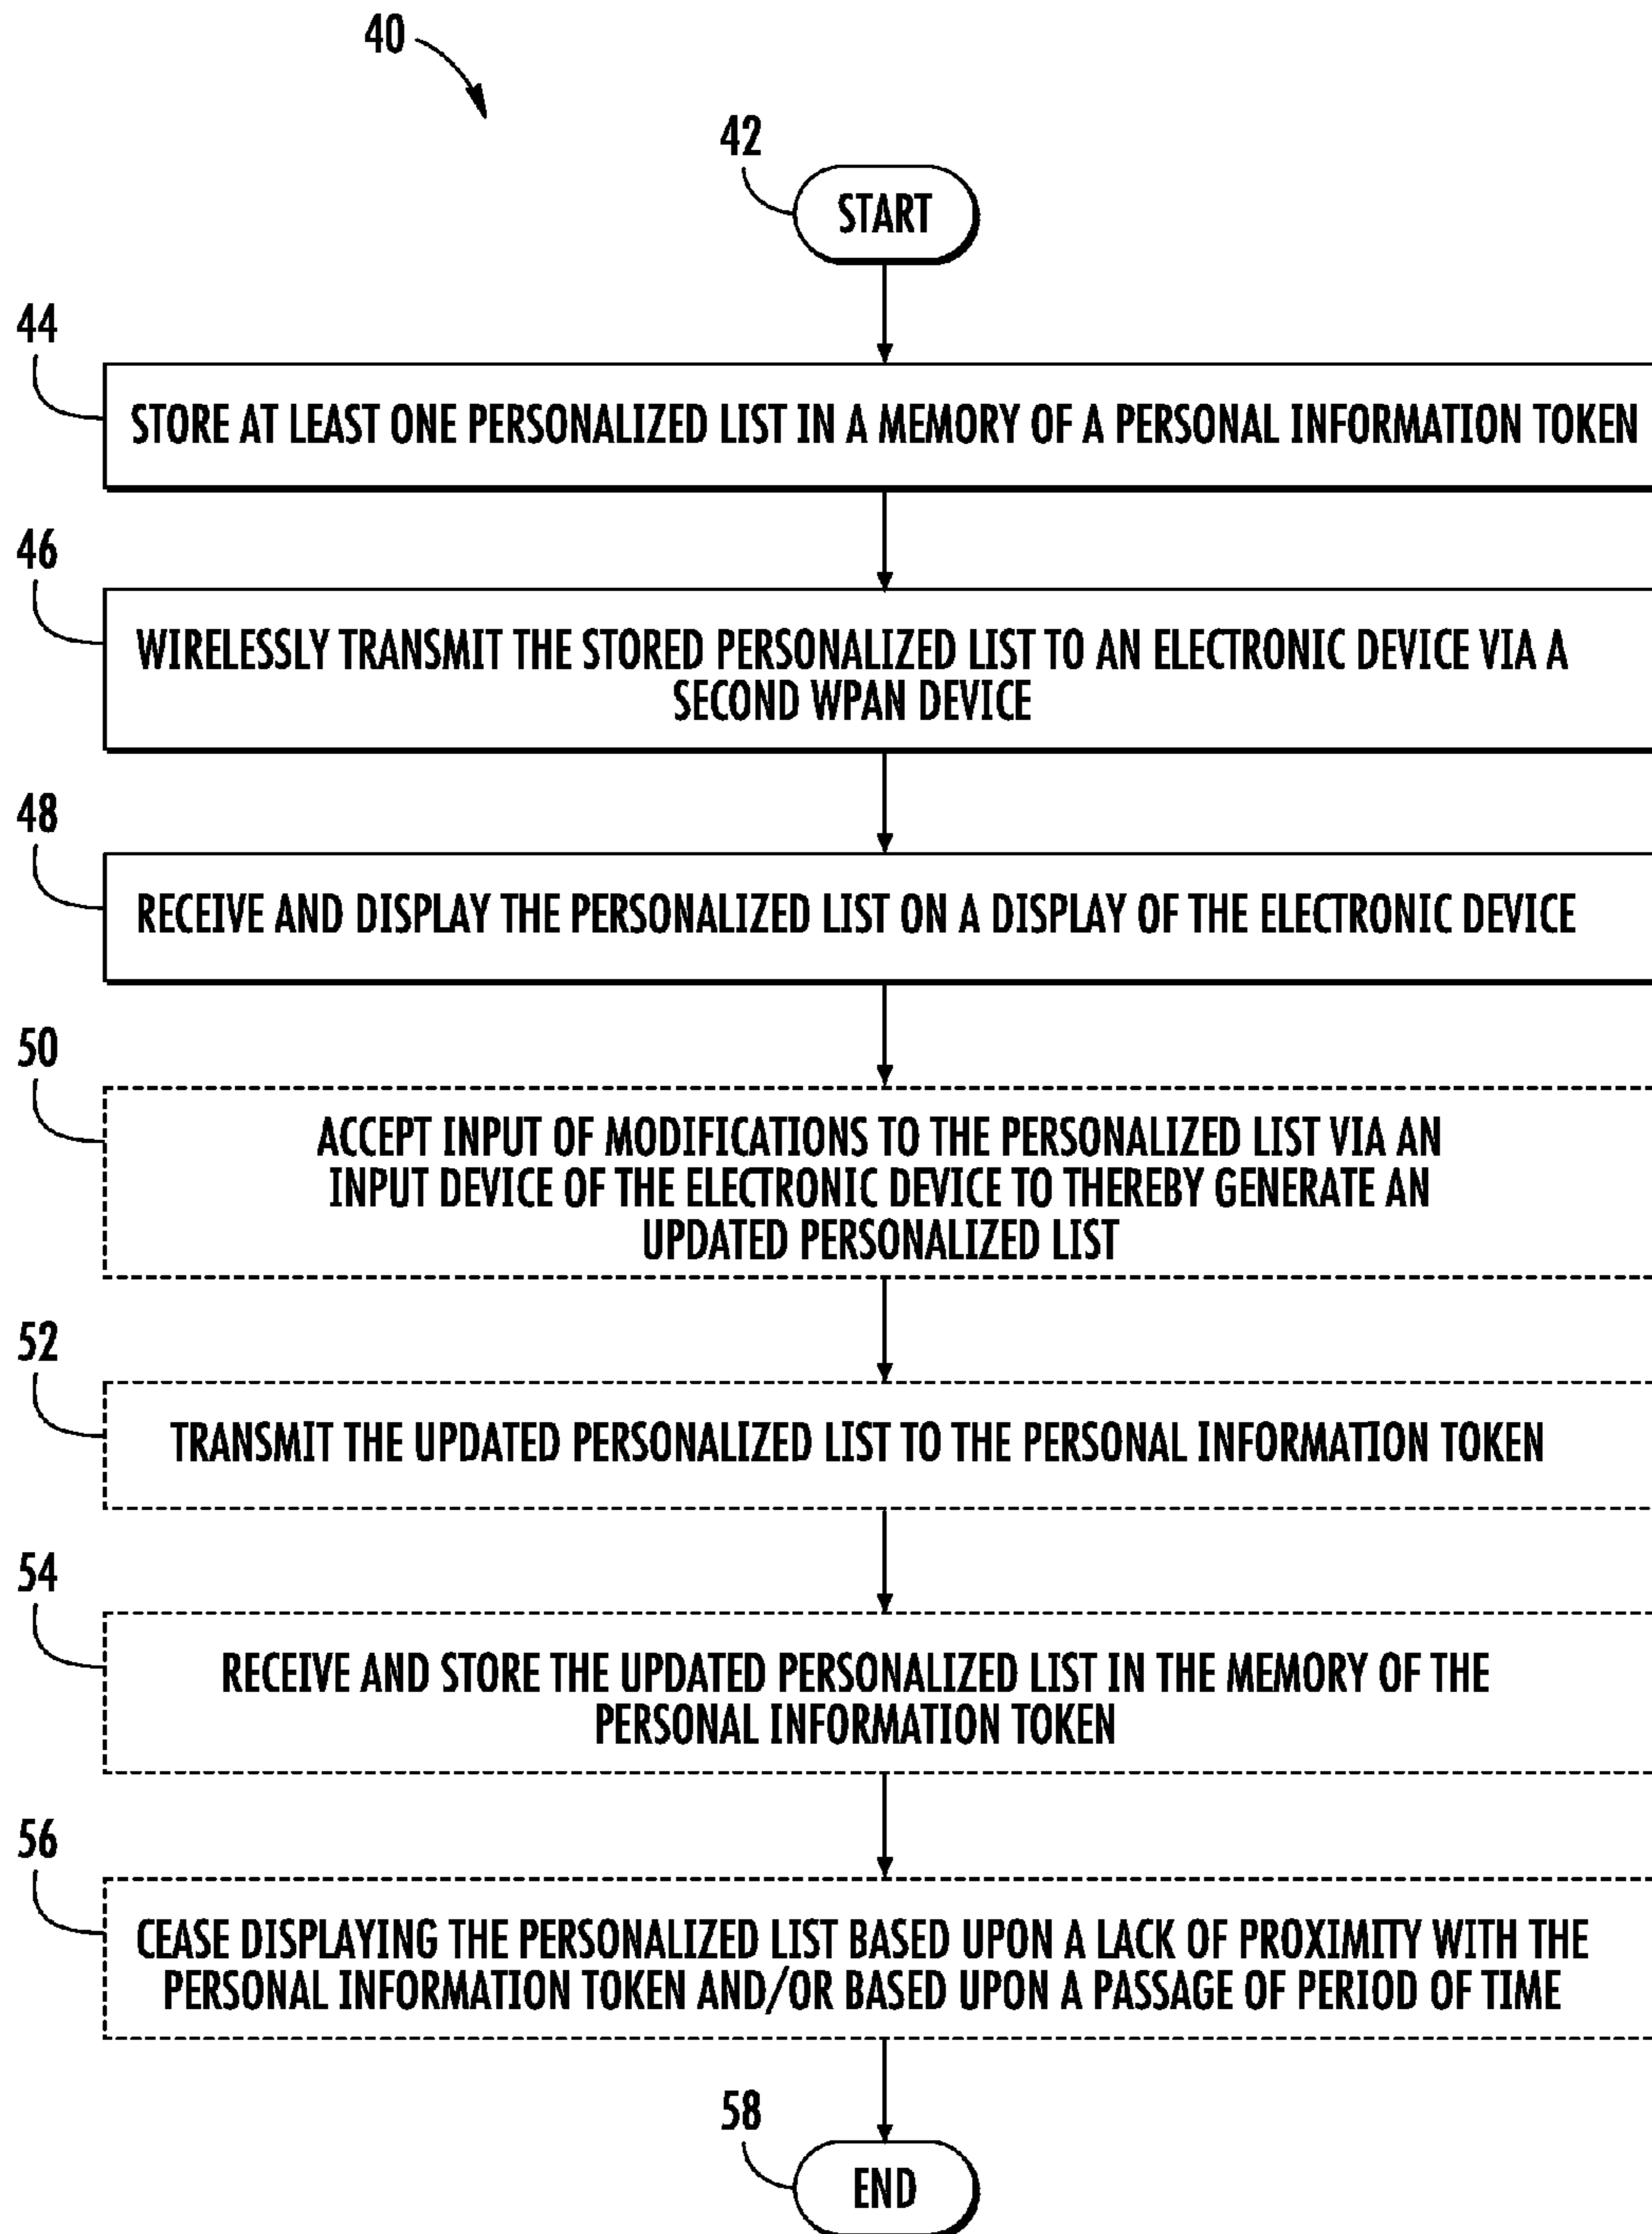 40
42
START
44
STORE AT LEAST ONE PERSONALIZED LIST IN A MEMORY OF A PERSONAL INFORMATION TOKEN
46
WIRELESSLY TRANSMIT THE STORED PERSONALIZED LIST TO AN ELECTRONIC DEVICE VIA A
SECOND WPAN DEVICE
48
RECEIVE AND DISPLAY THE PERSONALIZED LIST ON A DISPLAY OF THE ELECTRONIC DEVICE
50
ACCEPT INPUT OF MODIFICATIONS TO THE PERSONALIZED LIST VIA AN
INPUT DEVICE OF THE ELECTRONIC DEVICE TO THEREBY GENERATE AN
UPDATED PERSONALIZED LIST
52
TRANSMIT THE UPDATED PERSONALIZED LIST TO THE PERSONAL INFORMATION TOKEN
54
RECEIVE AND STORE THE UPDATED PERSONALIZED LIST IN THE MEMORY OF THE
PERSONAL INFORMATION TOKEN
56
CEASE DISPLAYING THE PERSONALIZED LIST BASED UPON A LACK OF PROXIMITY WITH THE
PERSONAL INFORMATION TOKEN AND/OR BASED UPON A PASSAGE OF PERIOD OF TIME
58
END